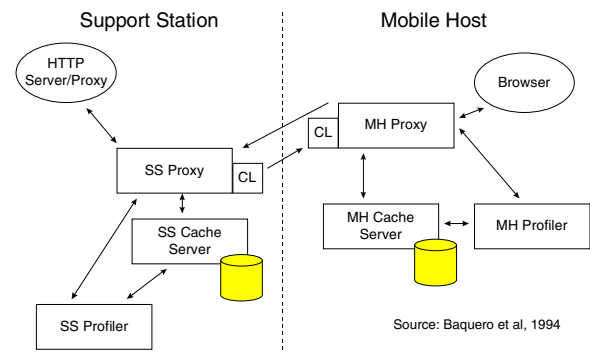 Support Station
Mobile Host
HTTP
Server/Proxy
Browser
CL
MH Proxy
SS Proxy
CL
SS Cache
Server
MH Cache
Server
MH Profiler
SS Profiler
Source: Baquero et al, 1994